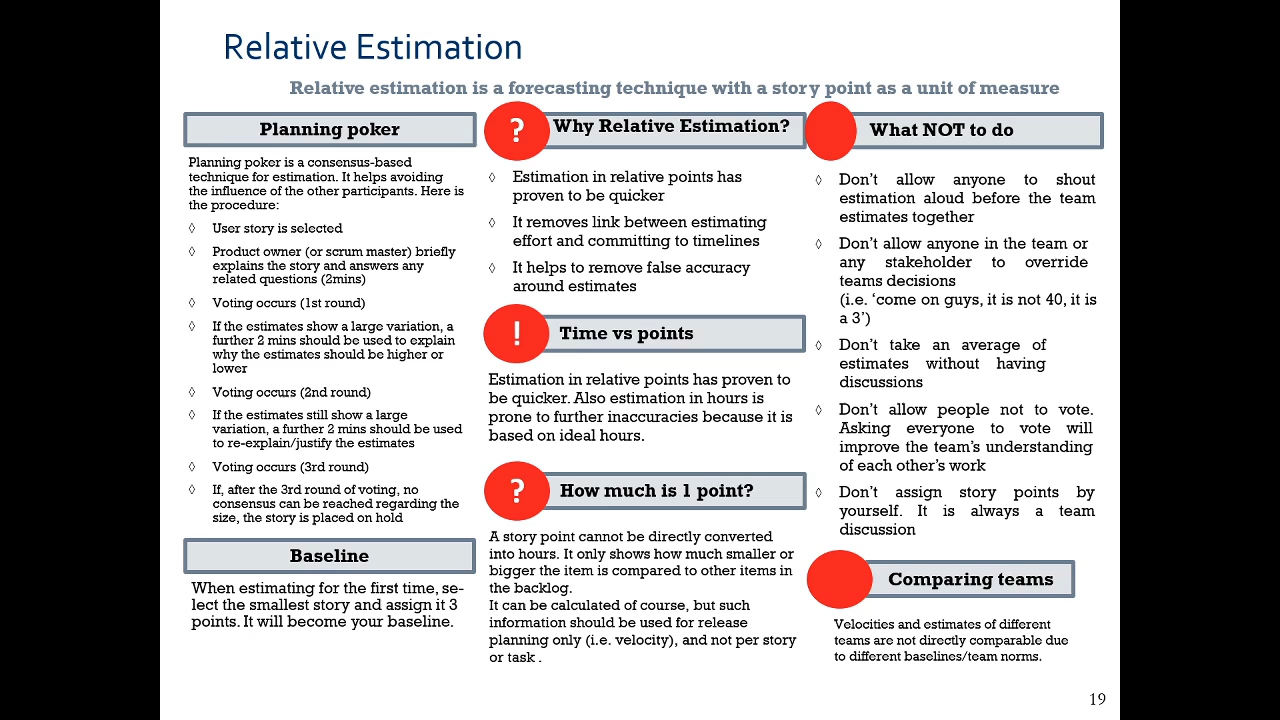 Relative Estimation
Relative estimation is a forecasting technique with a story point as a unit of measure
Planning poker
Planning poker is a consensus-based
technique for estimation. It helps avoiding
the influence of the other participants. Here is
the procedure:
◊ User story is selected
◊ Product owner (or scrum master) briefly
explains the story and answers any
related questions (2mins)
◊ Voting occurs (1st round)
◊ If the estimates show a large variation, a
further 2 mins should be used to explain
why the estimates should be higher or
lower
◊ Voting occurs (2nd round)
◊ If the estimates still show a large
variation, a further 2 mins should be used
to re-explain/justify the estimates
◊ Voting occurs (3rd round)
◊ If, after the 3rd round of voting, no
consensus can be reached regarding the
size, the story is placed on hold
Baseline
When estimating for the first time, se-
lect the smallest story and assign it 3
points. It will become your baseline.
? Why Relative Estimation?
◊ Estimation in relative points has
proven to be quicker
◊ It removes link between estimating
effort and committing to timelines
◊ It helps to remove false accuracy
around estimates
! Time vs points
Estimation in relative points has proven to
be quicker. Also estimation in hours is
prone to further inaccuracies because it is
based on ideal hours.
? How much is 1 point?
A story point cannot be directly converted
into hours. It only shows how much smaller or
bigger the item is compared to other items in
the backlog.
It can be calculated of course, but such
information should be used for release
planning only (i.e. velocity), and not per story
or task .
What NOT to do
◊ Don't allow anyone to shout
estimation aloud before the team
estimates together
◊ Don't allow anyone in the team or
any stakeholder to override
teams decisions
(i.e. ‘come on guys, it is not 40, it is
a 3’)
◊ Don't take an average of
estimates without having
discussions
◊ Don't allow people not to vote.
Asking everyone to vote will
improve the team's understanding
of each other's work
◊ Don't assign story points by
yourself. It is always a team
discussion
Comparing teams
Velocities and estimates of different
teams are not directly comparable due
to different baselines/team norms.
19